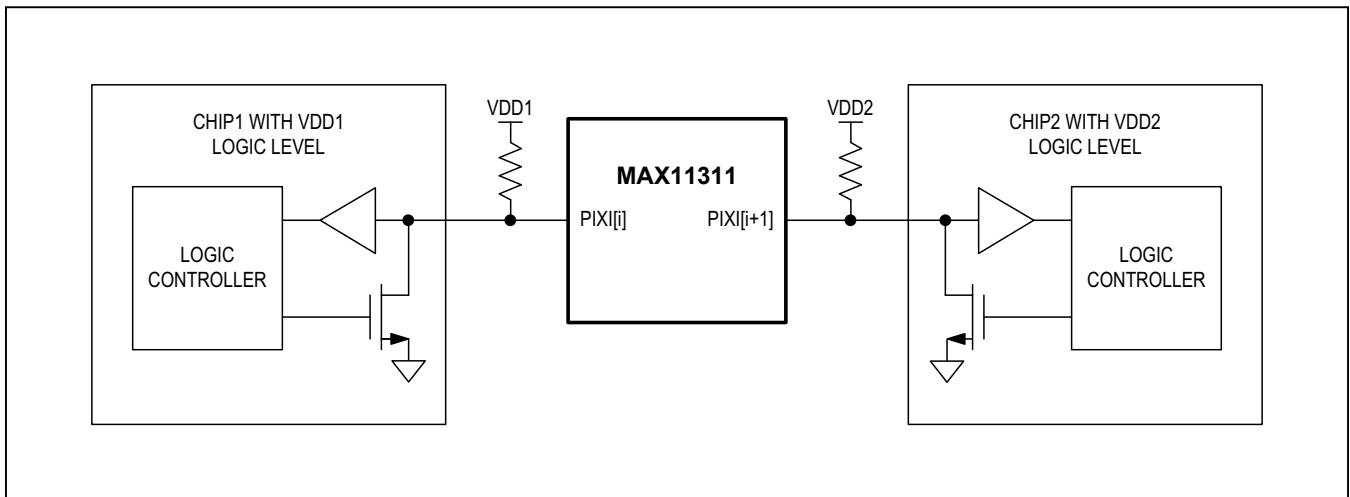 CHIP1 WITH VDD1
LOGIC LEVEL
LOGIC
CONTROLLER
VDD1
MAX11311
PIXI[i]
PIXI[i+1]
VDD2
CHIP2 WITH VDD2
LOGIC LEVEL
LOGIC
CONTROLLER